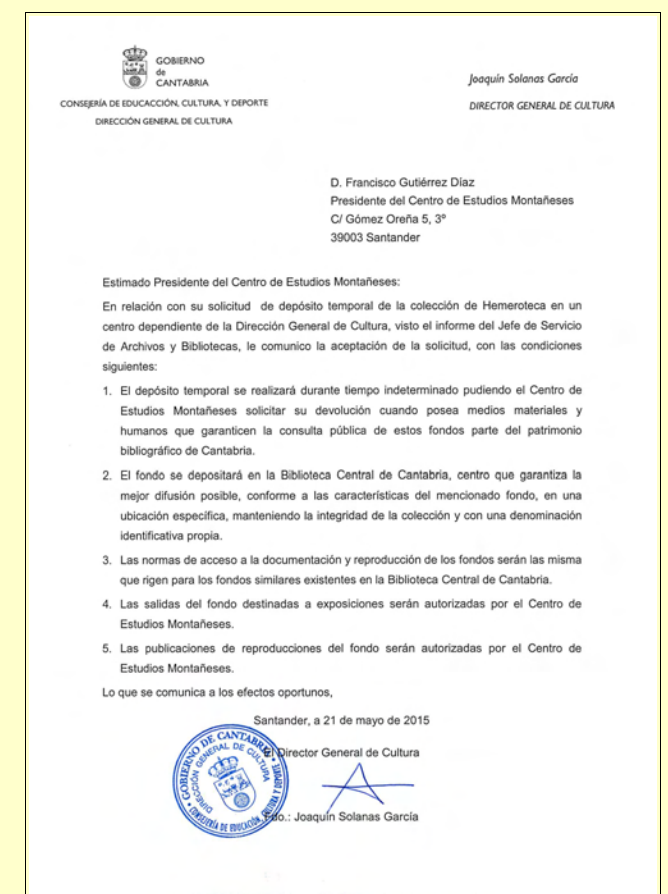 GOBIERNO
de
CANTABRIA
CONSEJERÍA DE EDUCACCIÓN, CULTURA, Y DEPORTE
DIRECCIÓN GENERAL DE CULTURA
Joaquín Solanas García
DIRECTOR GENERAL DE CULTURA
D. Francisco Gutiérrez Díaz
Presidente del Centro de Estudios Montañeses
C/ Gómez Oreña 5, 3º
39003 Santander
Estimado Presidente del Centro de Estudios Montañeses:
En relación con su solicitud de depósito temporal de la colección de Hemeroteca en un
centro dependiente de la Dirección General de Cultura, visto el informe del Jefe de Servicio
de Archivos y Bibliotecas, le comunico la aceptación de la solicitud, con las condiciones
siguientes:
1. El depósito temporal se realizará durante tiempo indeterminado pudiendo el Centro de
Estudios Montañeses solicitar su devolución cuando posea medios materiales y
humanos que garanticen la consulta pública de estos fondos parte del patrimonio
bibliográfico de Cantabria.
2. El fondo se depositará en la Biblioteca Central de Cantabria, centro que garantiza la
mejor difusión posible, conforme a las características del mencionado fondo, en una
ubicación específica, manteniendo la integridad de la colección y con una denominación
identificativa propia.
3. Las normas de acceso a la documentación y reproducción de los fondos serán las misma
que rigen para los fondos similares existentes en la Biblioteca Central de Cantabria.
4. Las salidas del fondo destinadas a exposiciones serán autorizadas por el Centro de
Estudios Montañeses.
5. Las publicaciones de reproducciones del fondo serán autorizadas por el Centro de
Estudios Montañeses.
Lo que se comunica a los efectos oportunos,
Santander, a 21 de mayo de 2015
El Director General de Cultura
GOBIERNO DE CANTABRIA
CONSEJERÍA DE EDUCACIÓN, CULTURA Y DEPORTE
DIRECCIÓN GENERAL DE CULTURA
Fdo.: Joaquín Solanas García